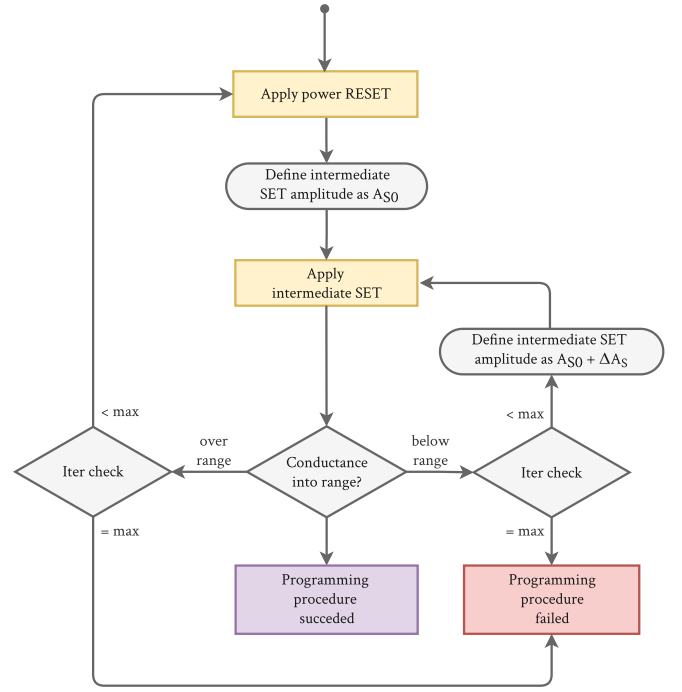 Apply power RESET
Define intermediate
SET amplitude as AS0
Apply
intermediate SET
Define intermediate SET
amplitude as AS0 + ΔAS
< max
< max
over
range
below
range
Iter check
Conductance
into range?
Iter check
= max
= max
Programming
procedure
succeded
Programming
procedure
failed